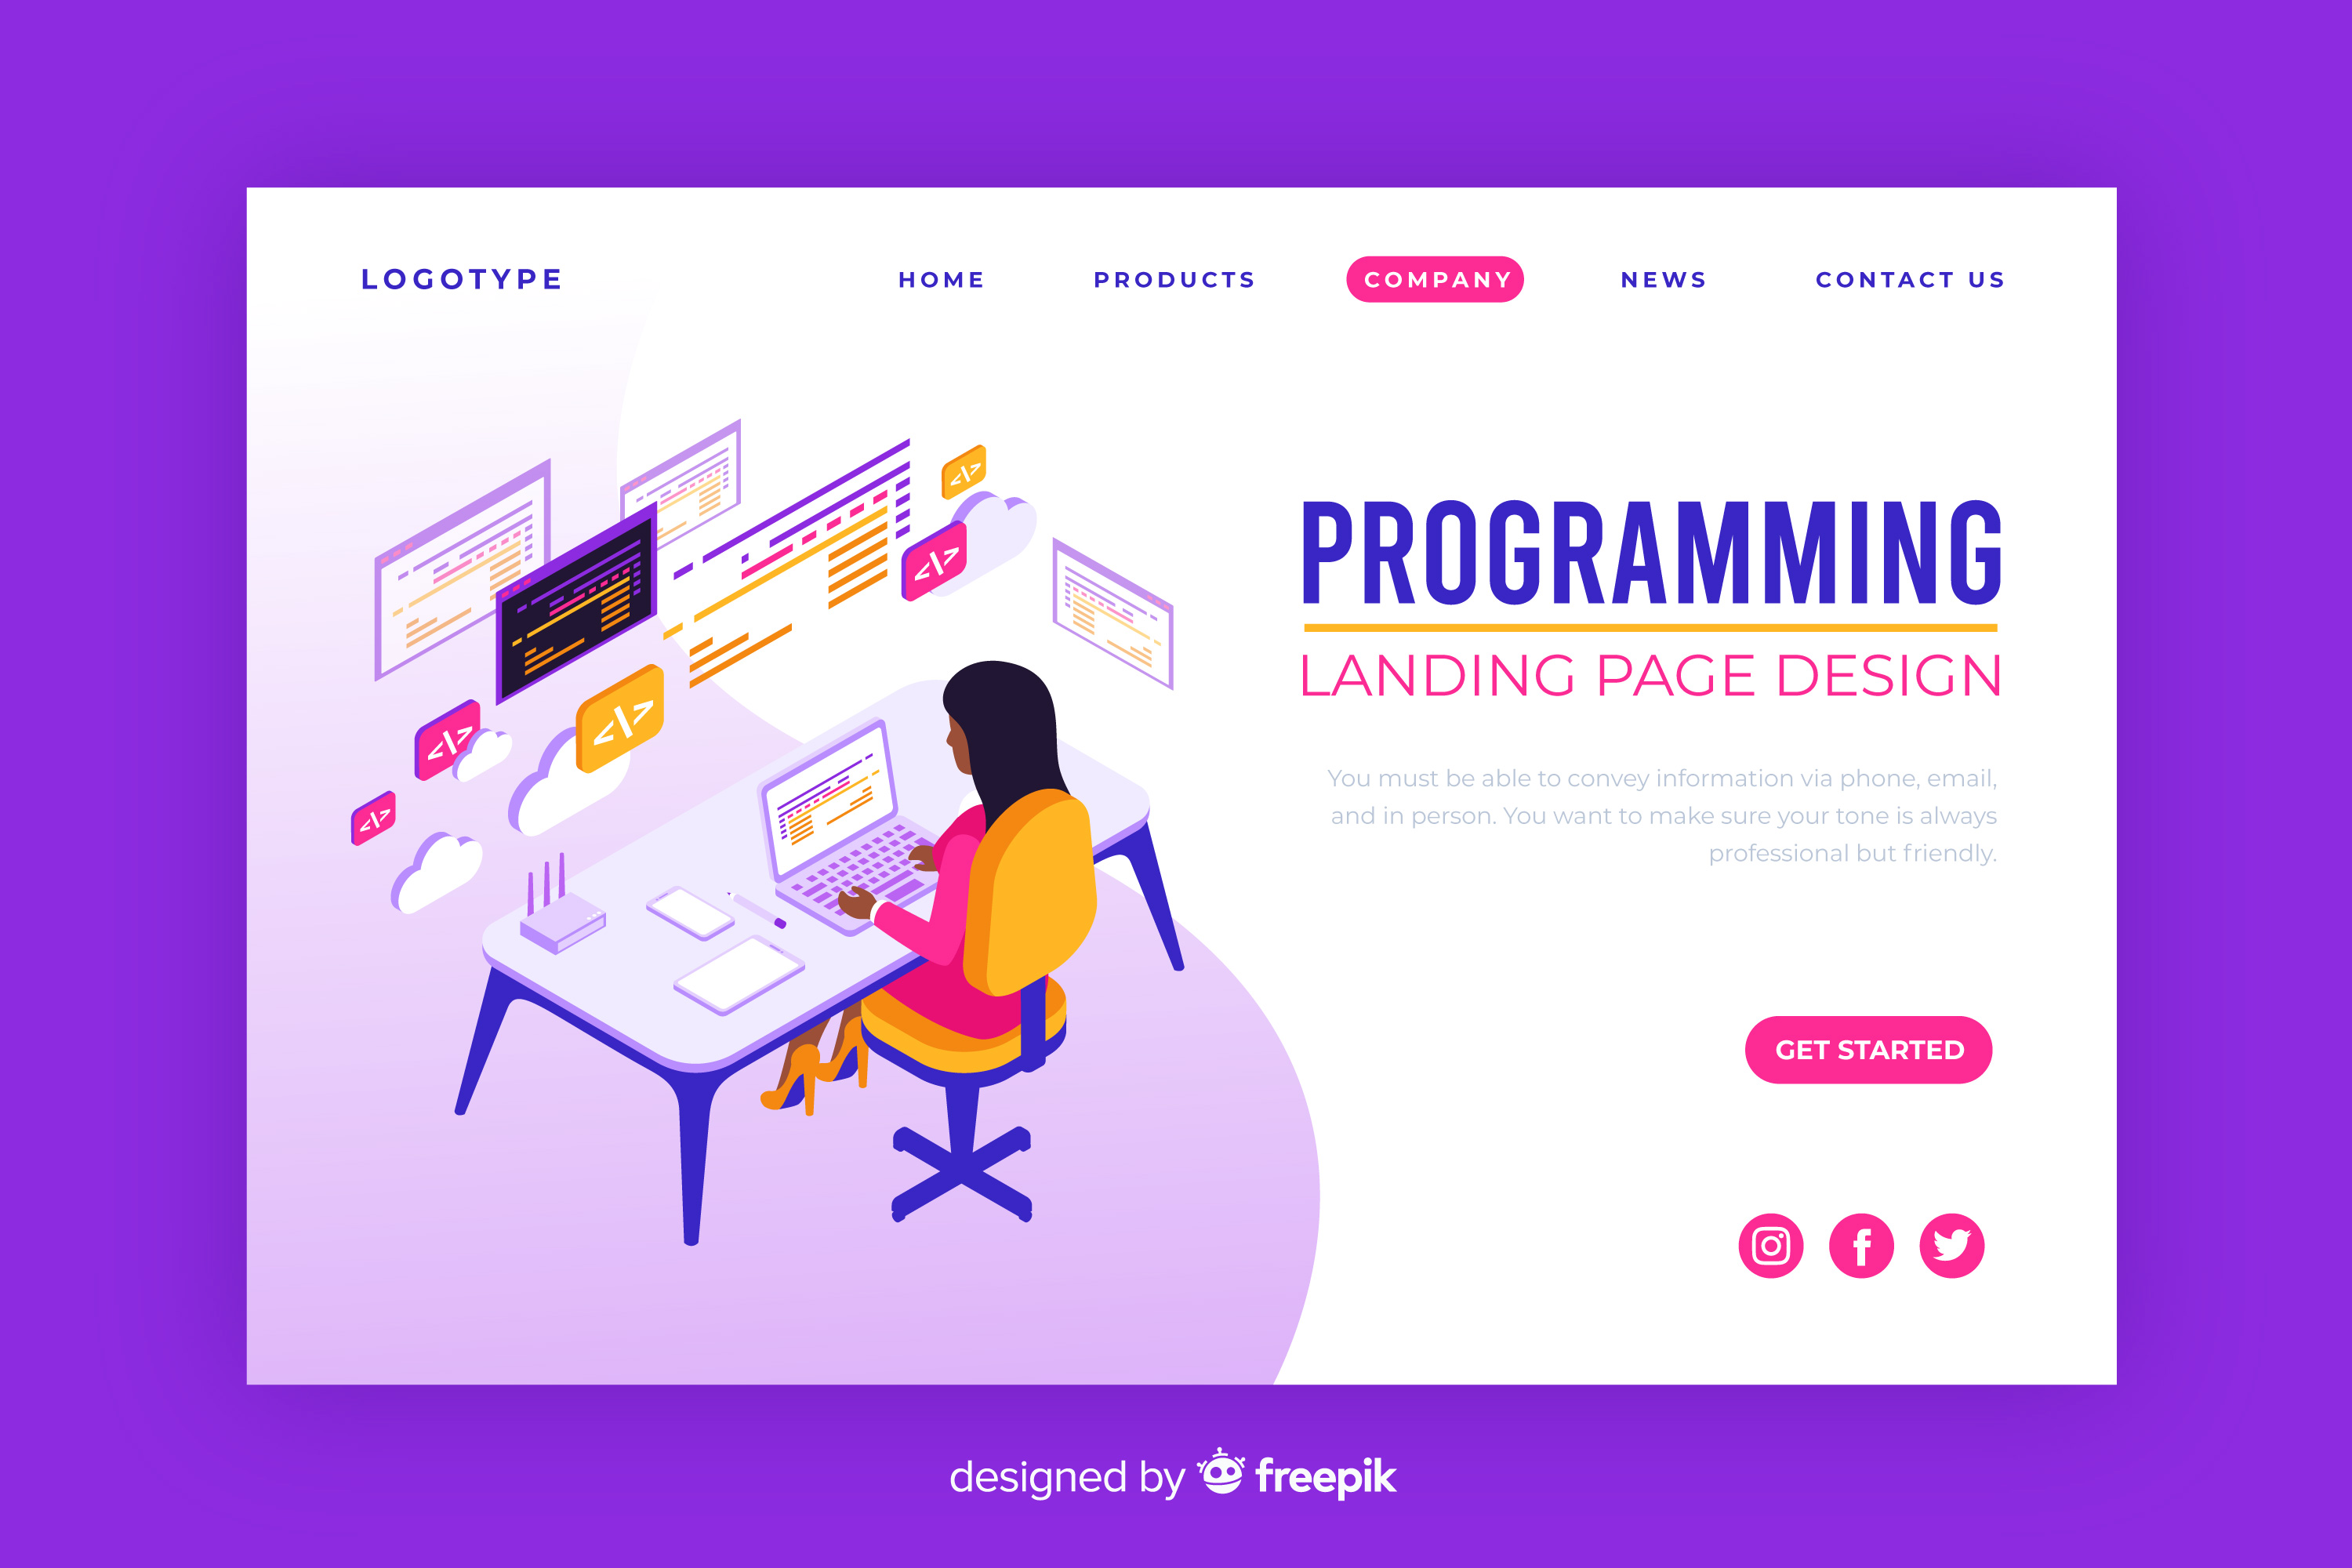 LOGOTYPE HOME PRODUCTS COMPANY NEWS CONTACT US
PROGRAMMING
LANDING PAGE DESIGN
You must be able to convey information via phone, email,
and in person. You want to make sure your tone is always
professional but friendly.
GET STARTED
</>
</>
</>
</>
</>
designed by freepik